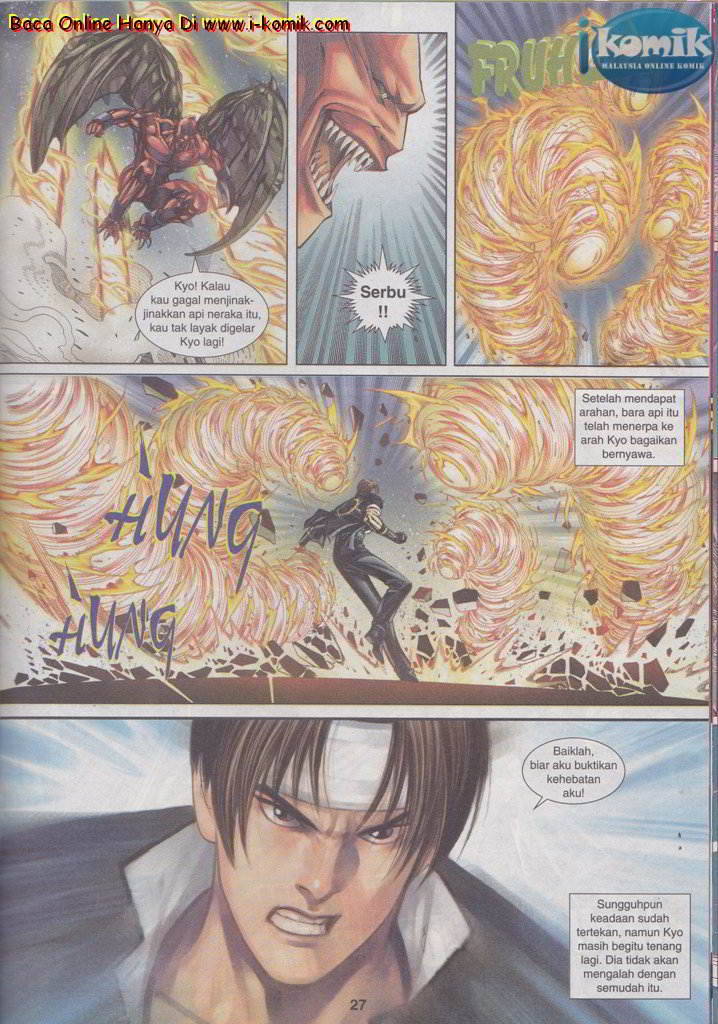 Baca Online Hanya Di www.i-komik.com
i komik
MALAYSIA ONLINE KOMIK
Kyo! Kalau
kau gagal menjinak-
jinakkan api neraka itu,
kau tak layak digelar
Kyo lagi!
Serbu
!!
Setelah mendapat
arahan, bara api itu
telah menerpa ke
arah Kyo bagaikan
bernyawa.
HUNG
HUNG
Baiklah,
biar aku buktikan
kehebatan
aku!
Sungguhpun
keadaan sudah
tertekan, namun Kyo
masih begitu tenang
lagi. Dia tidak akan
mengalah dengan
semudah itu.
27